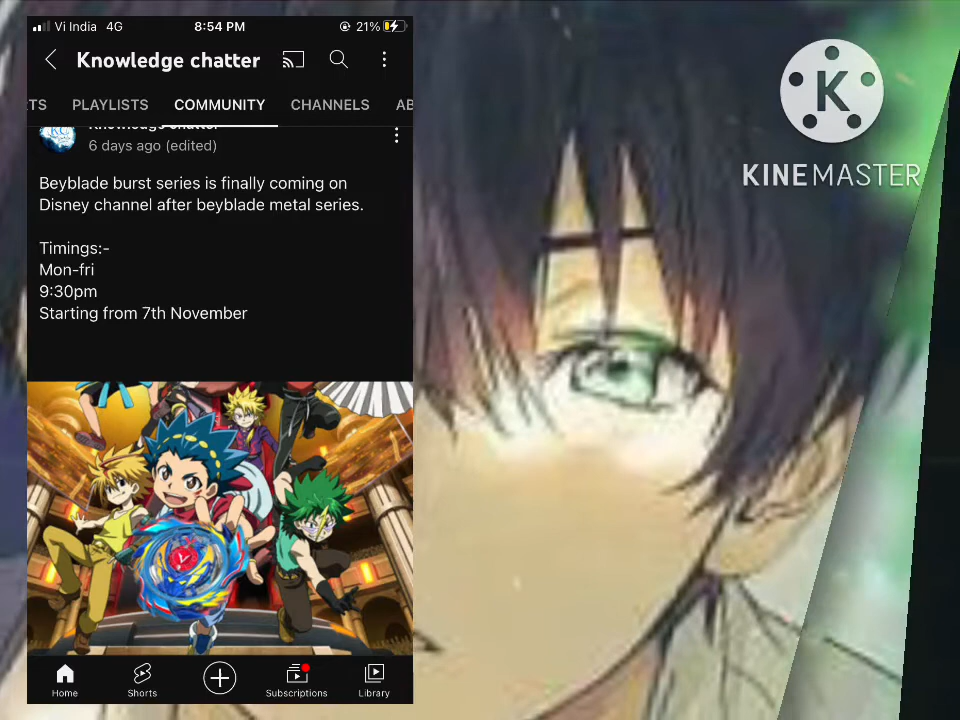 Vi India 4G 8:54 PM 21%
Knowledge chatter
TS PLAYLISTS COMMUNITY CHANNELS AB
Knowledge chatter
6 days ago (edited)
Beyblade burst series is finally coming on
Disney channel after beyblade metal series.
Timings:-
Mon-fri
9:30pm
Starting from 7th November
Home Shorts Subscriptions Library
K
KINEMASTER